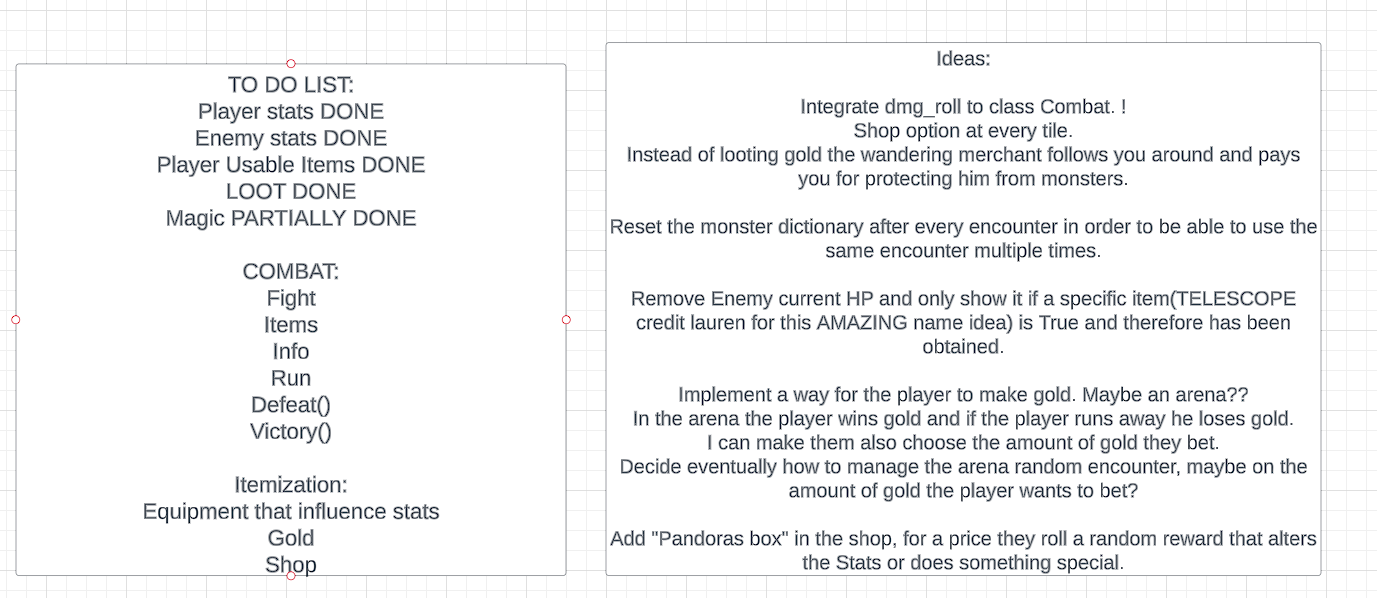 TO DO LIST:
Player stats DONE
Enemy stats DONE
Player Usable Items DONE
LOOT DONE
Magic PARTIALLY DONE
COMBAT:
Fight
Items
Info
Run
Defeat()
Victory()
Itemization:
Equipment that influence stats
Gold
Shop
Ideas:
Integrate dmg_roll to class Combat. !
Shop option at every tile.
Instead of looting gold the wandering merchant follows you around and pays
you for protecting him from monsters.
Reset the monster dictionary after every encounter in order to be able to use the
same encounter multiple times.
Remove Enemy current HP and only show it if a specific item(TELESCOPE
credit lauren for this AMAZING name idea) is True and therefore has been
obtained.
Implement a way for the player to make gold. Maybe an arena??
In the arena the player wins gold and if the player runs away he loses gold.
I can make them also choose the amount of gold they bet.
Decide eventually how to manage the arena random encounter, maybe on the
amount of gold the player wants to bet?
Add "Pandoras box" in the shop, for a price they roll a random reward that alters
the Stats or does something special.